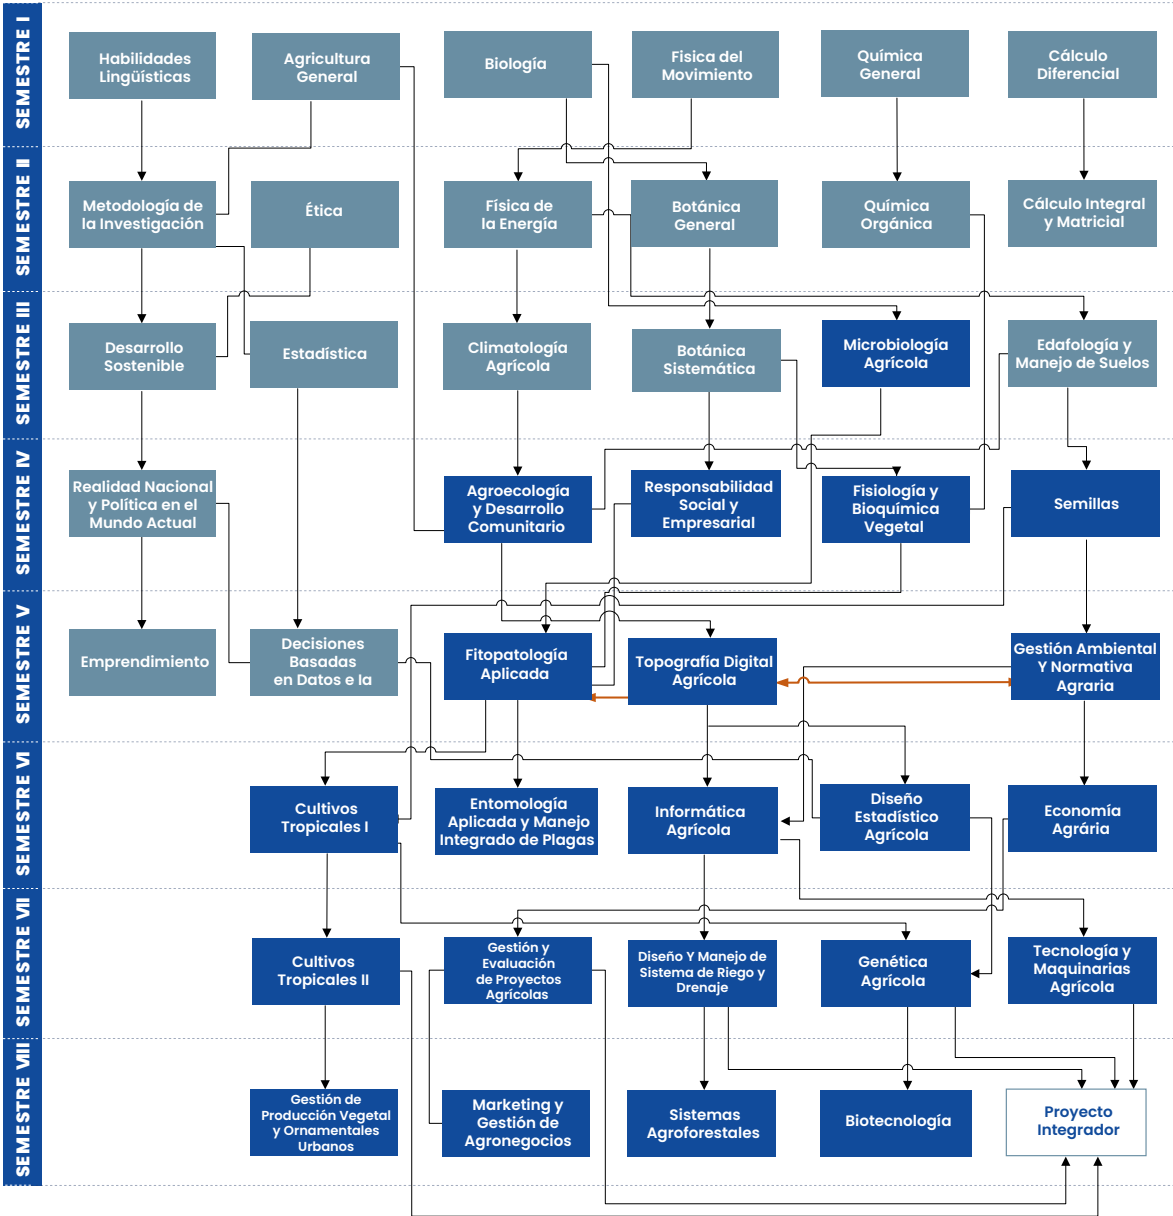 SEMESTRE I
Habilidades
Lingüísticas
Agricultura
General
Biología
Fisica del
Movimiento
Química
General
Cálculo
Diferencial
SEMESTRE II
Metodología de
la Investigación
Ética
Física de
la Energía
Botánica
General
Química
Orgánica
Cálculo Integral
y Matricial
SEMESTRE III
Desarrollo
Sostenible
Estadística
Climatología
Agrícola
Botánica
Sistemática
Microbiología
Agrícola
Edafología y
Manejo de Suelos
SEMESTRE IV
Realidad Nacional
y Política en el
Mundo Actual
Agroecología
y Desarrollo
Comunitario
Responsabilidad
Social y
Empresarial
Fisiología y
Bioquímica
Vegetal
Semillas
SEMESTRE V
Emprendimiento
Decisiones
Basadas
en Datos e la
Fitopatología
Aplicada
Topografía Digital
Agrícola
Gestión Ambiental
Y Normativa
Agraria
SEMESTRE VI
Cultivos
Tropicales I
Entomología
Aplicada y Manejo
Integrado de Plagas
Informática
Agrícola
Diseño
Estadístico
Agrícola
Economía
Agrária
SEMESTRE VII
Cultivos
Tropicales II
Gestión y
Evaluación
de Proyectos
Agrícolas
Diseño Y Manejo de
Sistema de Riego y
Drenaje
Genética
Agrícola
Tecnología y
Maquinarias
Agrícola
SEMESTRE VIII
Gestión de
Producción Vegetal
y Ornamentales
Urbanos
Marketing y
Gestión de
Agronegocios
Sistemas
Agroforestales
Biotecnología
Proyecto
Integrador